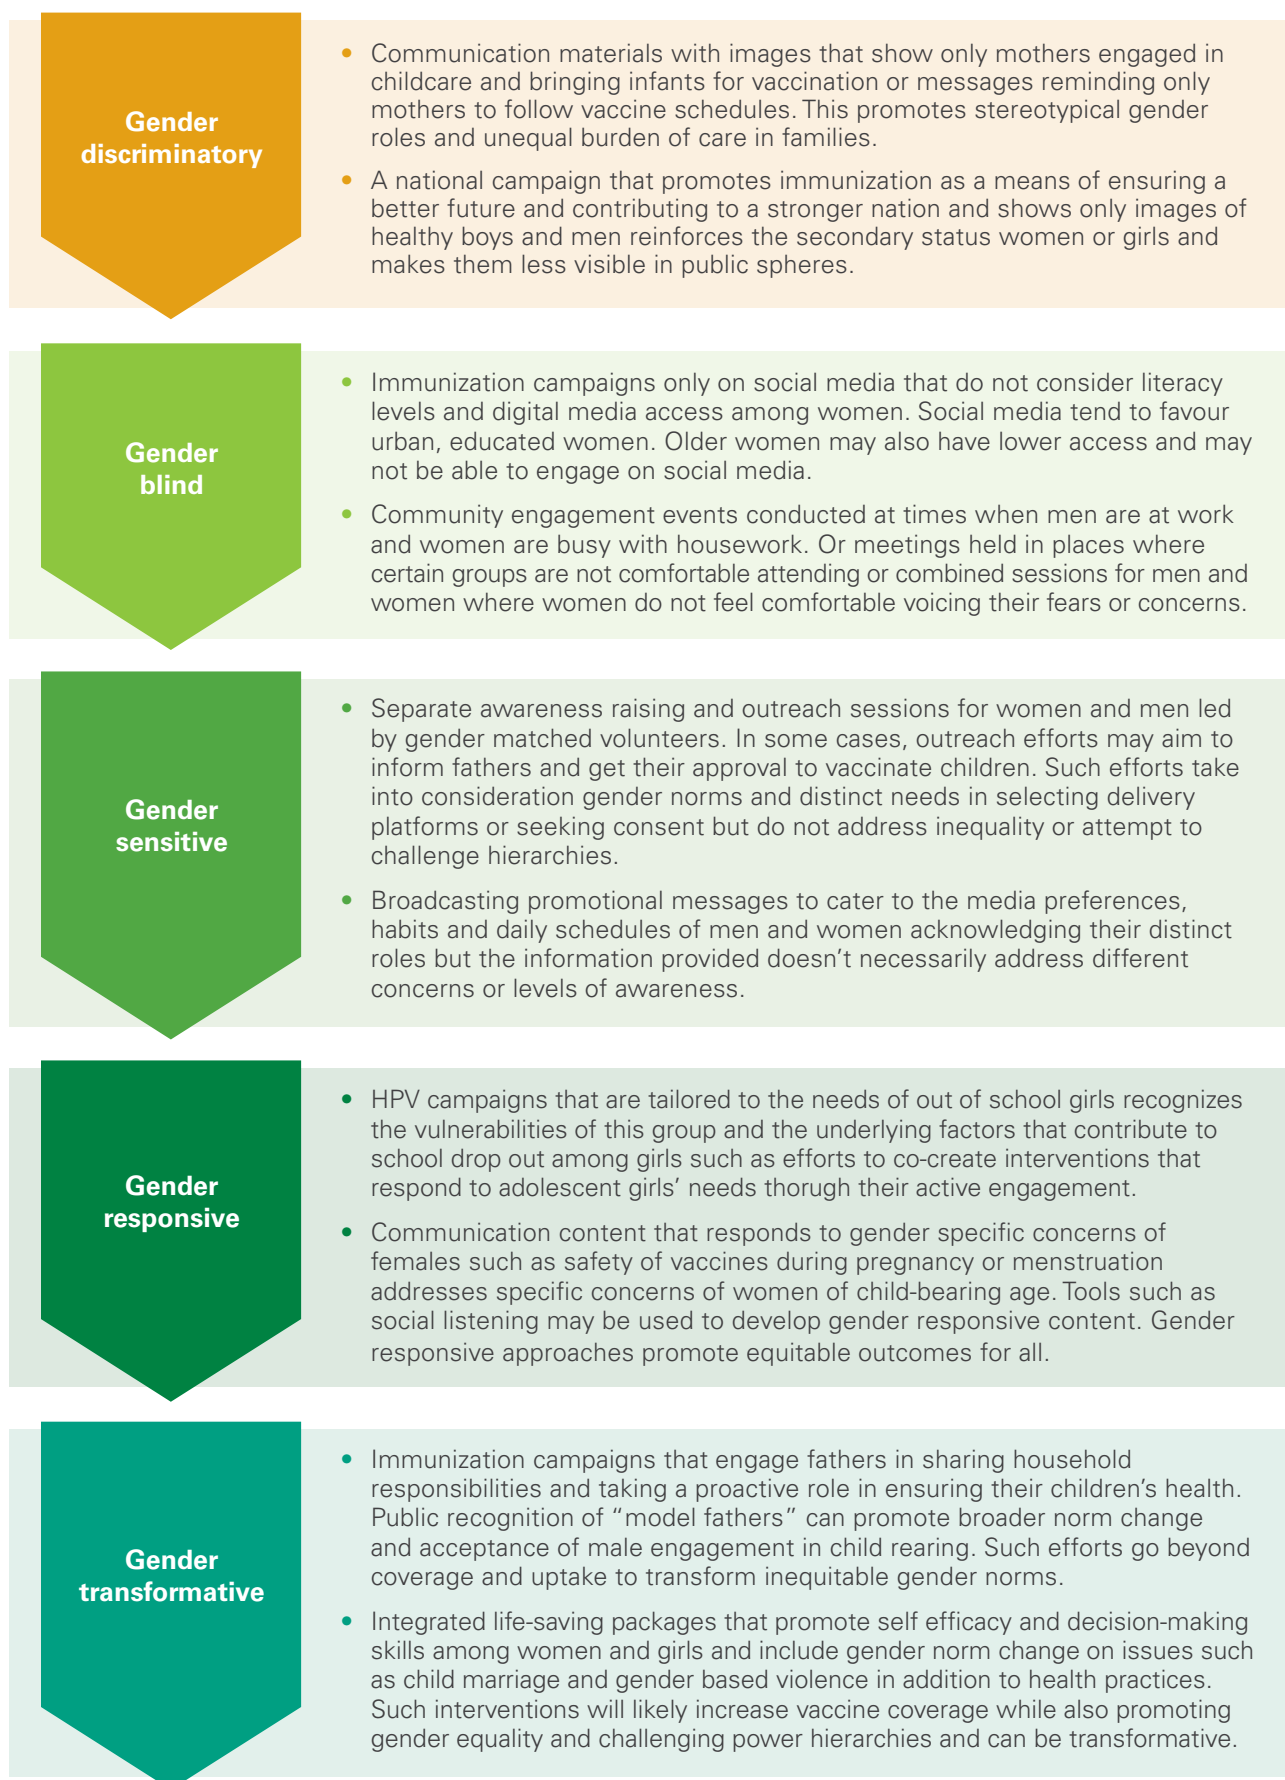 Gender
discriminatory
• Communication materials with images that show only mothers engaged in
childcare and bringing infants for vaccination or messages reminding only
mothers to follow vaccine schedules. This promotes stereotypical gender
roles and unequal burden of care in families.
• A national campaign that promotes immunization as a means of ensuring a
better future and contributing to a stronger nation and shows only images of
healthy boys and men reinforces the secondary status women or girls and
makes them less visible in public spheres.
Gender
blind
• Immunization campaigns only on social media that do not consider literacy
levels and digital media access among women. Social media tend to favour
urban, educated women. Older women may also have lower access and may
not be able to engage on social media.
• Community engagement events conducted at times when men are at work
and women are busy with housework. Or meetings held in places where
certain groups are not comfortable attending or combined sessions for men and
women where women do not feel comfortable voicing their fears or concerns.
Gender
sensitive
• Separate awareness raising and outreach sessions for women and men led
by gender matched volunteers. In some cases, outreach efforts may aim to
inform fathers and get their approval to vaccinate children. Such efforts take
into consideration gender norms and distinct needs in selecting delivery
platforms or seeking consent but do not address inequality or attempt to
challenge hierarchies.
• Broadcasting promotional messages to cater to the media preferences,
habits and daily schedules of men and women acknowledging their distinct
roles but the information provided doesn't necessarily address different
concerns or levels of awareness.
Gender
responsive
• HPV campaigns that are tailored to the needs of out of school girls recognizes
the vulnerabilities of this group and the underlying factors that contribute to
school drop out among girls such as efforts to co-create interventions that
respond to adolescent girls' needs thorugh their active engagement.
• Communication content that responds to gender specific concerns of
females such as safety of vaccines during pregnancy or menstruation
addresses specific concerns of women of child-bearing age. Tools such as
social listening may be used to develop gender responsive content. Gender
responsive approaches promote equitable outcomes for all.
Gender
transformative
• Immunization campaigns that engage fathers in sharing household
responsibilities and taking a proactive role in ensuring their children's health.
Public recognition of "model fathers" can promote broader norm change
and acceptance of male engagement in child rearing. Such efforts go beyond
coverage and uptake to transform inequitable gender norms.
• Integrated life-saving packages that promote self efficacy and decision-making
skills among women and girls and include gender norm change on issues such
as child marriage and gender based violence in addition to health practices.
Such interventions will likely increase vaccine coverage while also promoting
gender equality and challenging power hierarchies and can be transformative.